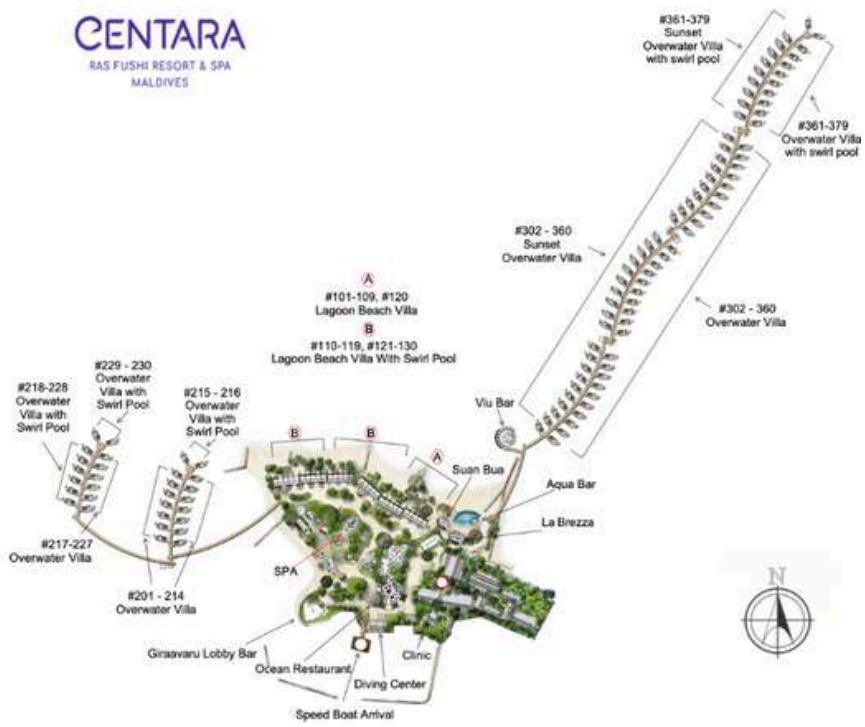 CENTARA
RAS FUSHI RESORT & SPA
MALDIVES
#361-379
Sunset
Overwater Villa
with swirl pool
#361-379
Overwater Villa
with swirl pool
#302 - 360
Sunset
Overwater Villa
#302 - 360
Overwater Villa
A
#101-109, #120
Lagoon Beach Villa
B
#110-119, #121-130
Lagoon Beach Villa With Swirl Pool
#229 - 230
Overwater
Villa with
Swirl Pool
#218-228
Overwater
Villa with
Swirl Pool
#215 - 216
Overwater
Villa with
Swirl Pool
Viu Bar
B
B
A
Suan Bua
Aqua Bar
La Brezza
#217-227
Overwater Villa
SPA
#201 - 214
Overwater Villa
N
Giraavaru Lobby Bar
Ocean Restaurant
Clinic
Diving Center
Speed Boat Arrival